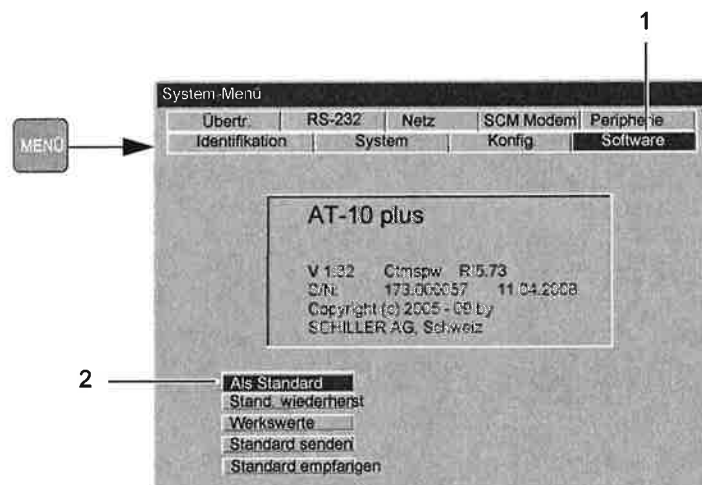 1
System-Menü
Übertr. RS-232 Netz SCM Modem Peripherie
MENÜ
Identifikation System Konfig. Software
AT-10 plus
V 1.32 Ctmspw R 5.73
S/N: 173.000057 11.04.2008
Copyright (c) 2005 - 09 by
SCHILLER AG, Schweiz
2
Als Standard
Stand. wiederherst
Werkswerte
Standard senden
Standard empfangen